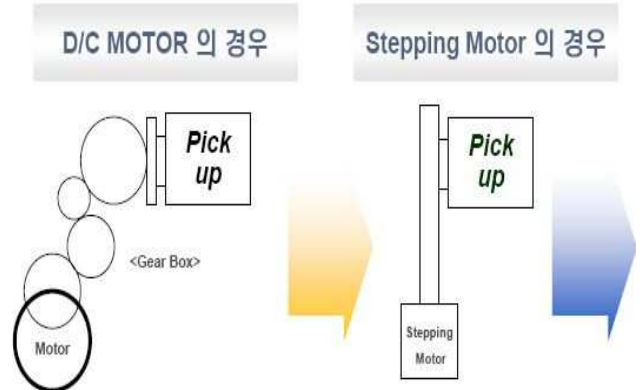 D/C MOTOR 의 경우
Stepping Motor 의 경우
Pick
up
<Gear Box>
Motor
Pick
up
Stepping
Motor